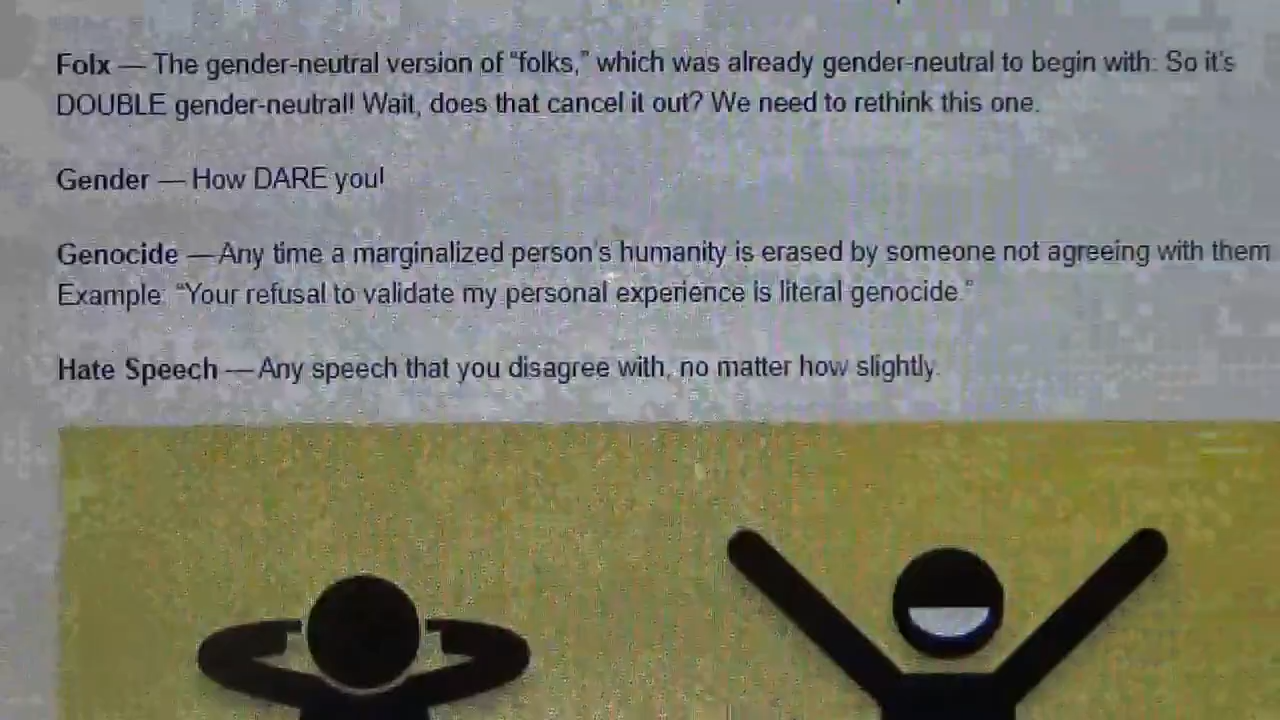 Folx — The gender-neutral version of "folks," which was already gender-neutral to begin with: So it's
DOUBLE gender-neutral! Wait, does that cancel it out? We need to rethink this one.
Gender — How DARE you!
Genocide —Any time a marginalized person's humanity is erased by someone not agreeing with them
Example: "Your refusal to validate my personal experience is literal genocide."
Hate Speech —Any speech that you disagree with, no matter how slightly.